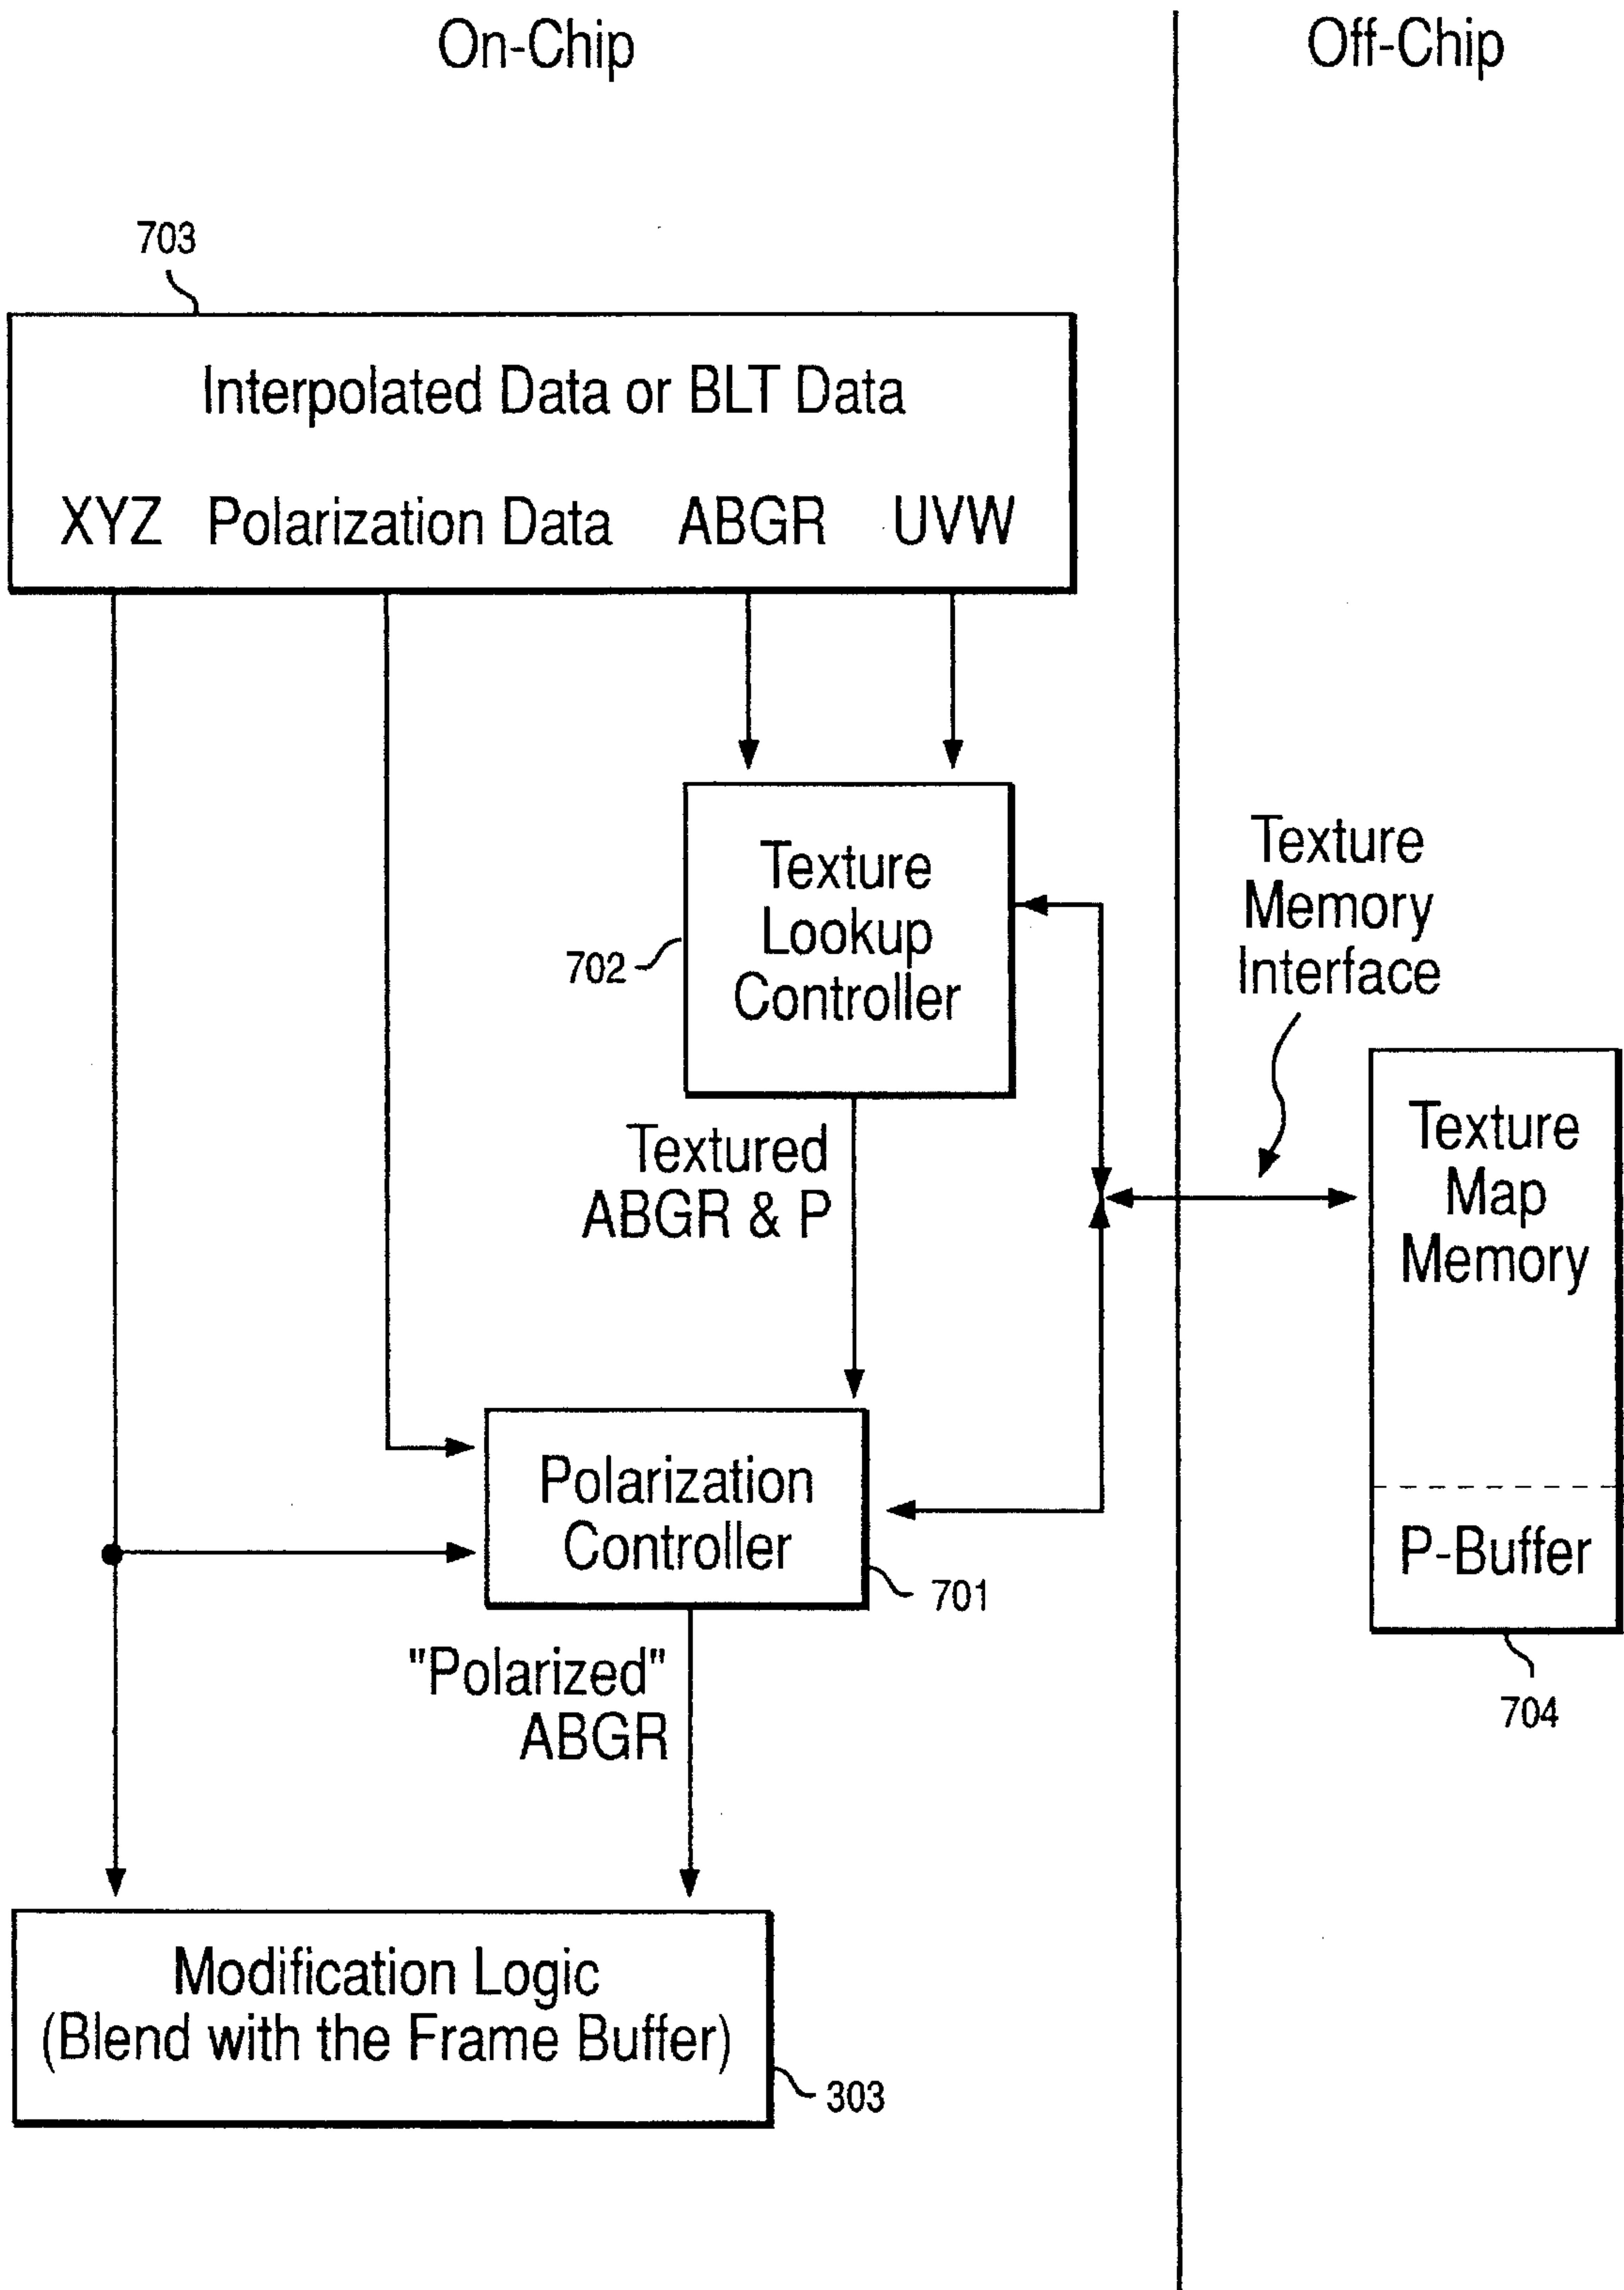 On-Chip
Off-Chip
703
Interpolated Data or BLT Data
XYZ Polarization Data ABGR UVW
Texture
Lookup
Controller
702
Texture
Memory
Interface
Textured
ABGR & P
Texture
Map
Memory
P-Buffer
704
Polarization
Controller
701
"Polarized"
ABGR
Modification Logic
(Blend with the Frame Buffer)
303